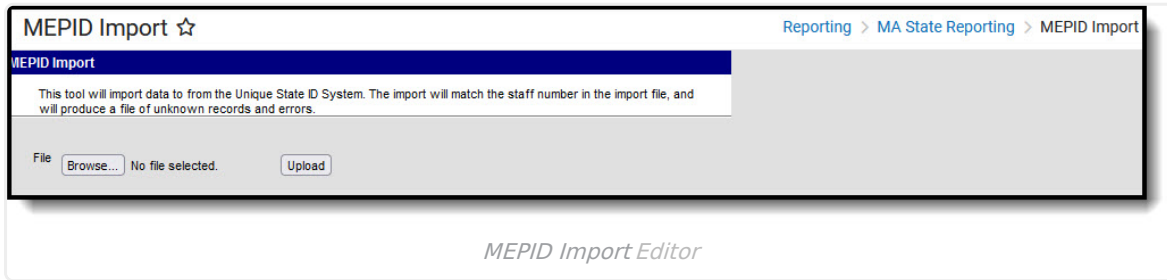 MEPID Import ☆ Reporting > MA State Reporting > MEPID Import
MEPID Import
This tool will import data to from the Unique State ID System. The import will match the staff number in the import file, and
will produce a file of unknown records and errors.
File Browse... No file selected. Upload
MEPID Import Editor